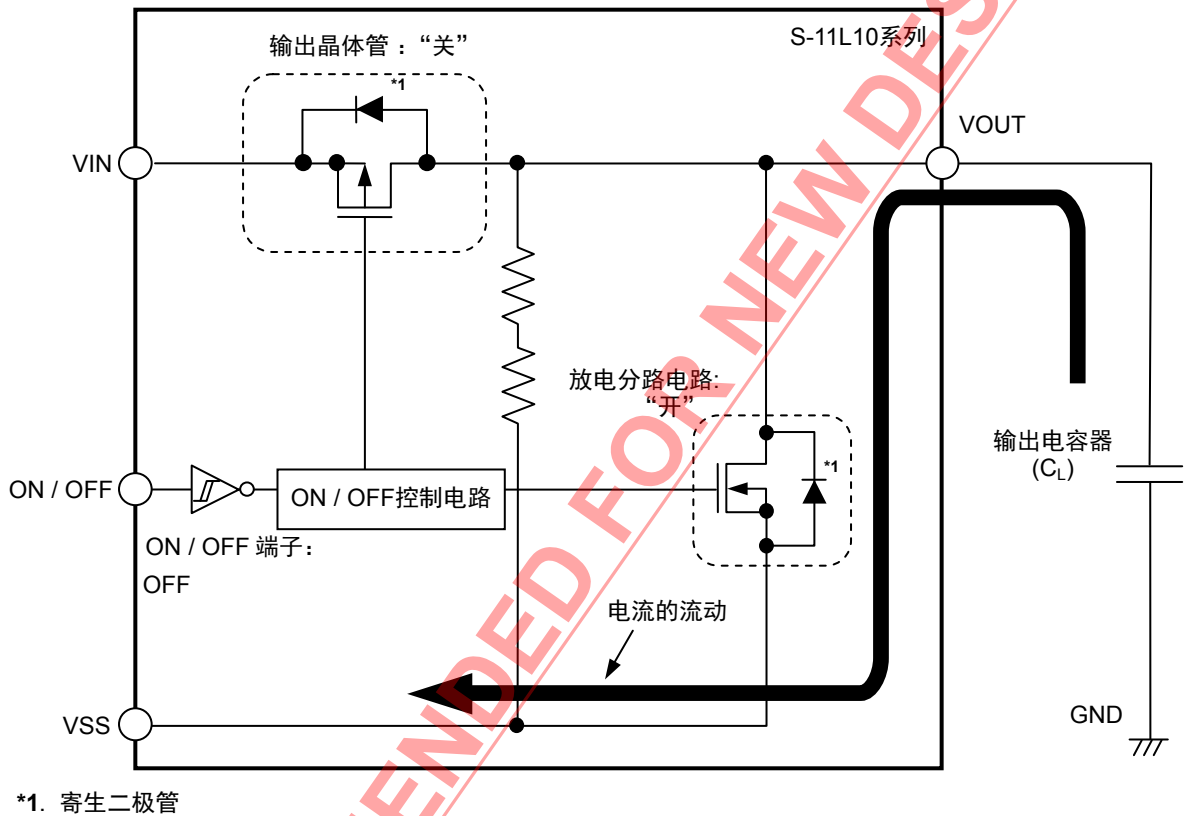 S-11L10系列
输出晶体管 ：“关”
*1
VIN
VOUT
放电分路电路:
“开”
*1
输出电容器
(CL)
ON / OFF
ON / OFF控制电路
ON / OFF 端子：
OFF
电流的流动
VSS
GND
*1. 寄生二极管
ENDED FOR NEW DES